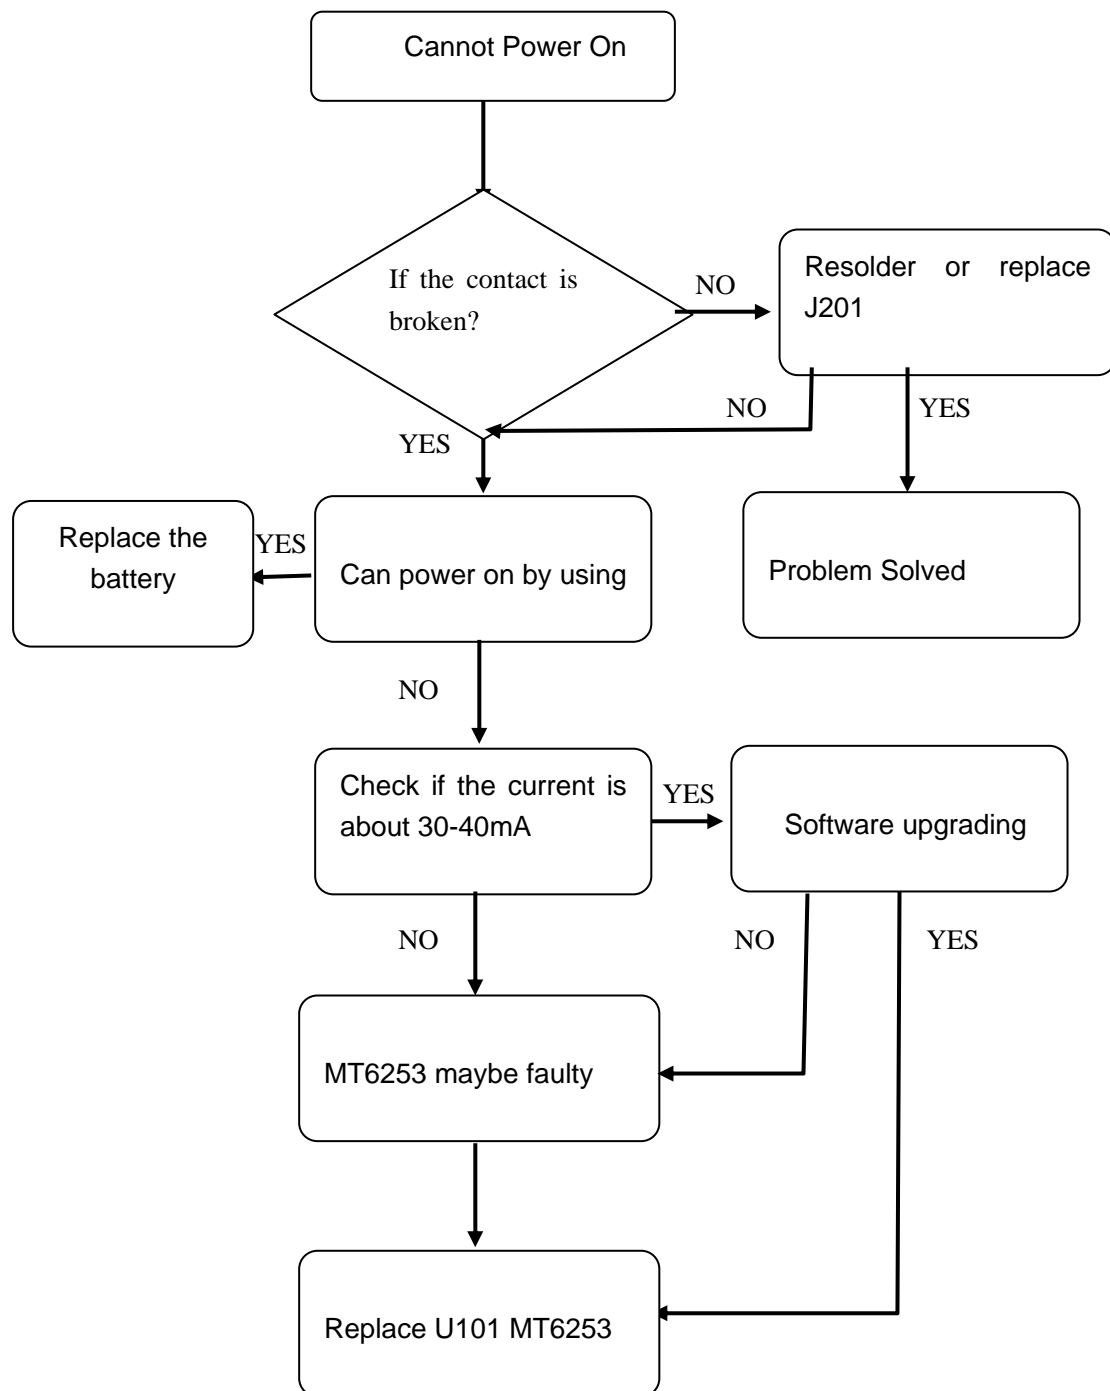 Cannot Power On
If the contact is
broken?
NO
Resolder or replace
J201
NO
YES
YES
Replace the
battery
YES
Can power on by using
Problem Solved
NO
Check if the current is
about 30-40mA
YES
Software upgrading
NO
NO
YES
MT6253 maybe faulty
Replace U101 MT6253